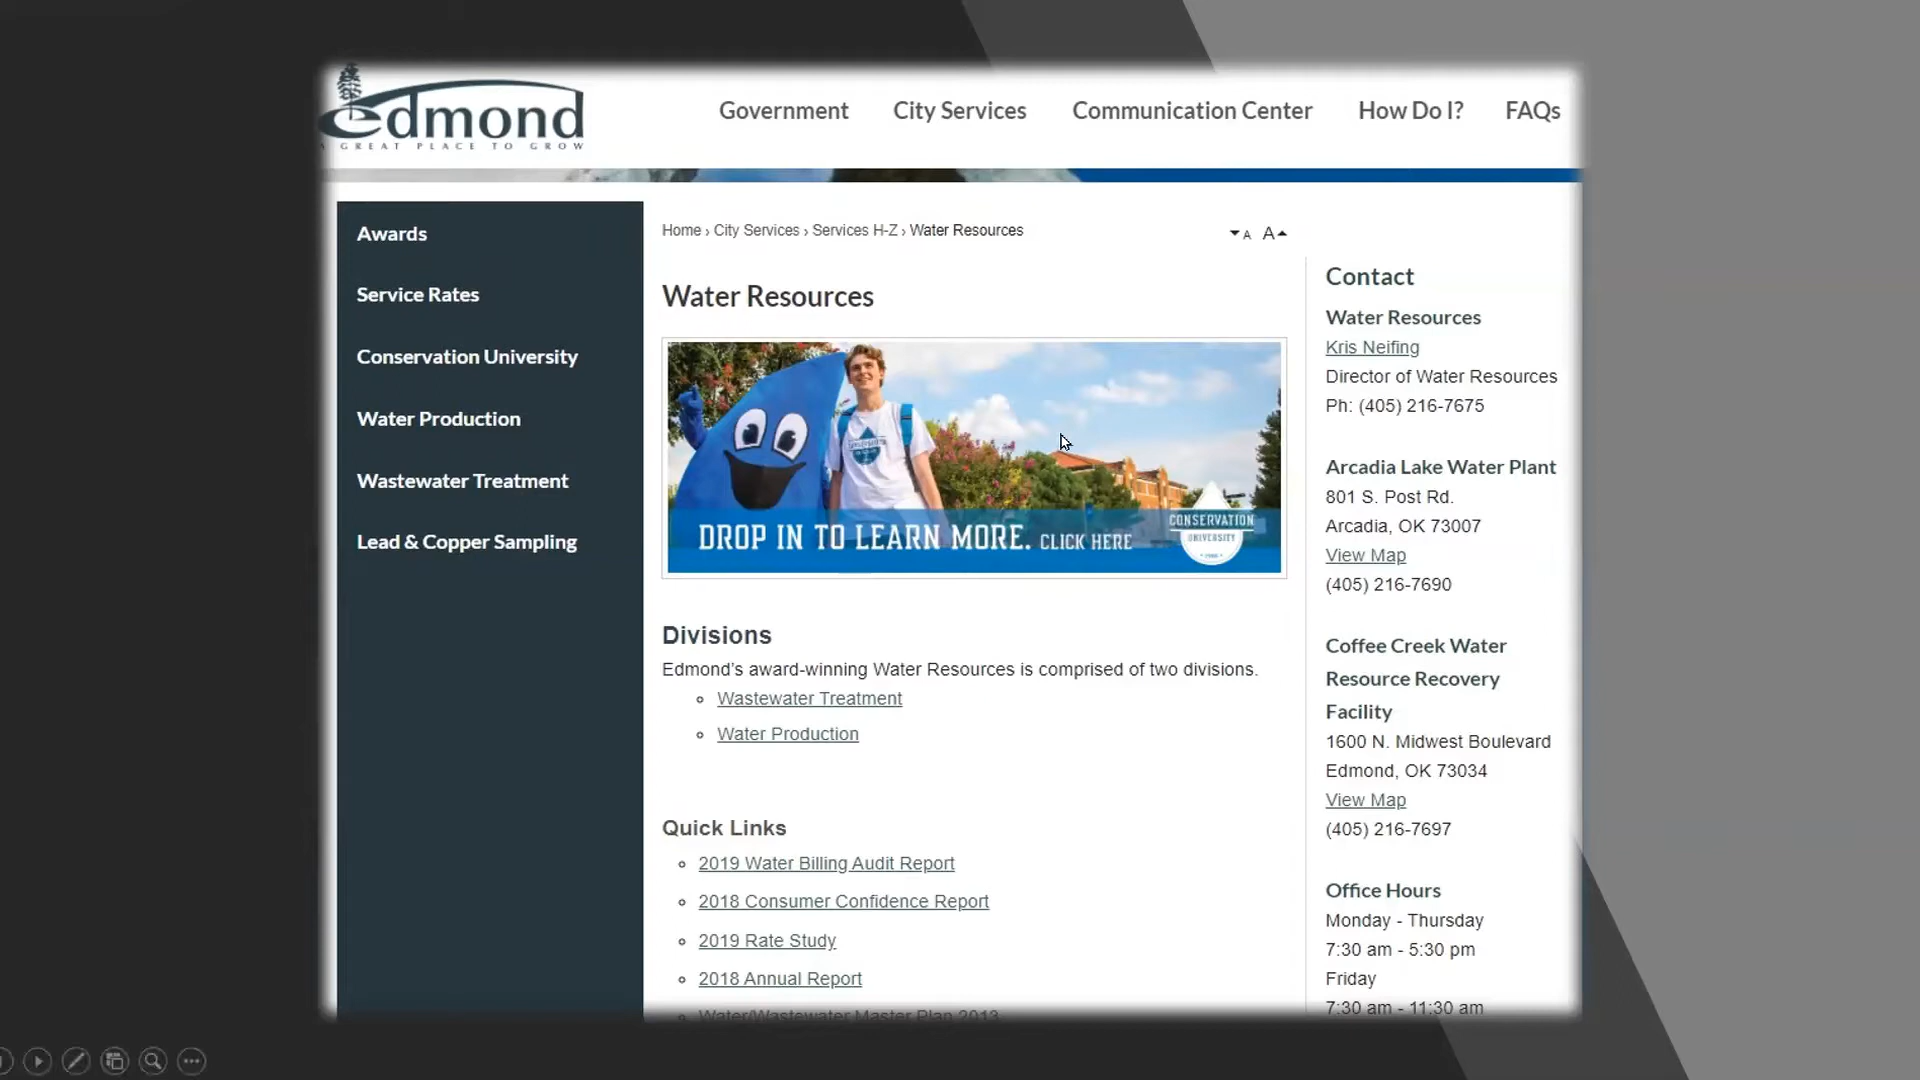 Edmond
A GREAT PLACE TO GROW
Government City Services Communication Center How Do I? FAQs
Awards
Service Rates
Conservation University
Water Production
Wastewater Treatment
Lead & Copper Sampling
Home › City Services › Services H-Z › Water Resources
A A
Water Resources
DROP IN TO LEARN MORE. CLICK HERE
CONSERVATION
UNIVERSITY
Divisions
Edmond's award-winning Water Resources is comprised of two divisions.
Wastewater Treatment
Water Production
Quick Links
2019 Water Billing Audit Report
2018 Consumer Confidence Report
2019 Rate Study
2018 Annual Report
Water/Wastewater Master Plan 2013
Contact
Water Resources
Kris Neifing
Director of Water Resources
Ph: (405) 216-7675
Arcadia Lake Water Plant
801 S. Post Rd.
Arcadia, OK 73007
View Map
(405) 216-7690
Coffee Creek Water
Resource Recovery
Facility
1600 N. Midwest Boulevard
Edmond, OK 73034
View Map
(405) 216-7697
Office Hours
Monday - Thursday
7:30 am - 5:30 pm
Friday
7:30 am - 11:30 am